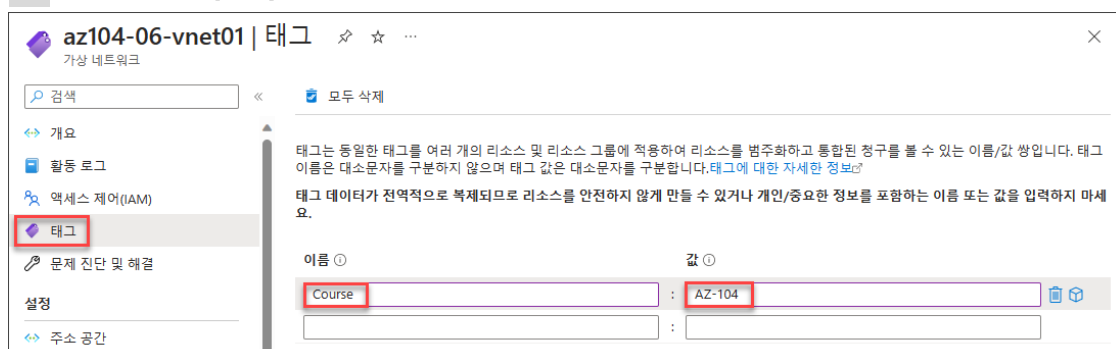 az104-06-vnet01 | 태그
가상 네트워크
검색
모두 삭제
개요
활동 로그
액세스 제어(IAM)
태그
문제 진단 및 해결
설정
주소 공간
태그는 동일한 태그를 여러 개의 리소스 및 리소스 그룹에 적용하여 리소스를 범주화하고 통합된 청구를 볼 수 있는 이름/값 쌍입니다. 태그
이름은 대소문자를 구분하지 않으며 태그 값은 대소문자를 구분합니다.태그에 대한 자세한 정보
태그 데이터가 전역적으로 복제되므로 리소스를 안전하지 않게 만들 수 있거나 개인/중요한 정보를 포함하는 이름 또는 값을 입력하지 마세
요.
이름 값
Course : AZ-104
: